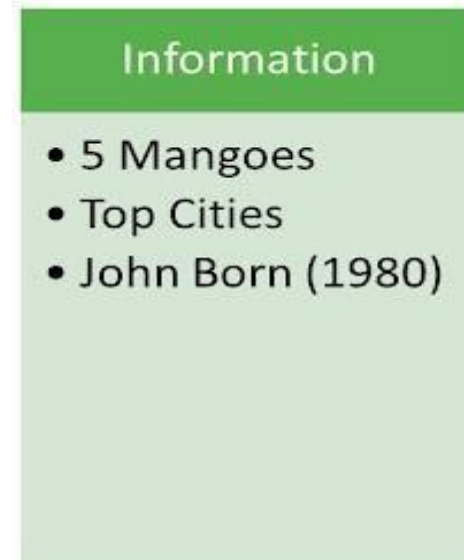 Information
• 5 Mangoes
• Top Cities
• John Born (1980)